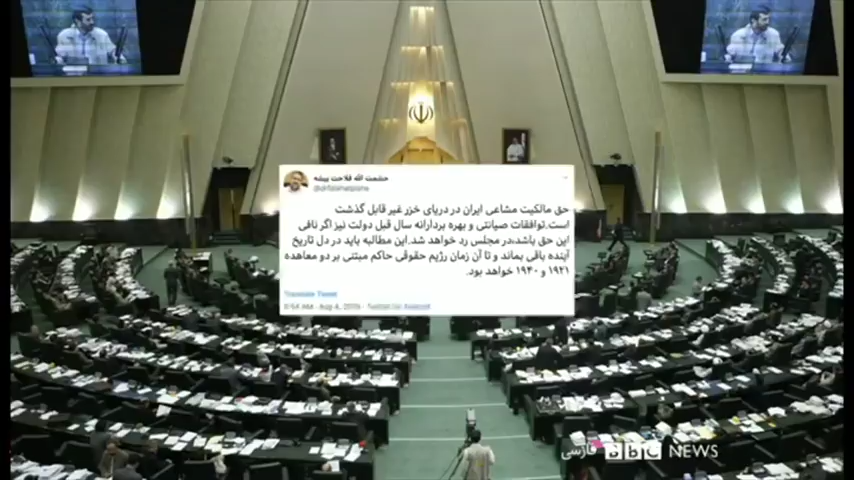 حشمت الله فلاحت پیشه
حق مالکیت مشاعی ایران در دریای خزر غیر قابل گذشت
است.توافقات صیانتی و بهره بردارانه سال قبل دولت نیز اگر نافی
این حق باشد،در مجلس رد خواهد شد.این مطالبه باید در دل تاریخ
آینده باقی بماند و تا آن زمان رژیم حقوقی حاکم مبتنی بر دو معاهده
۱۹۲۱ و ۱۹۴۰ خواهد بود.
Translate Tweet
فارسی BBC NEWS